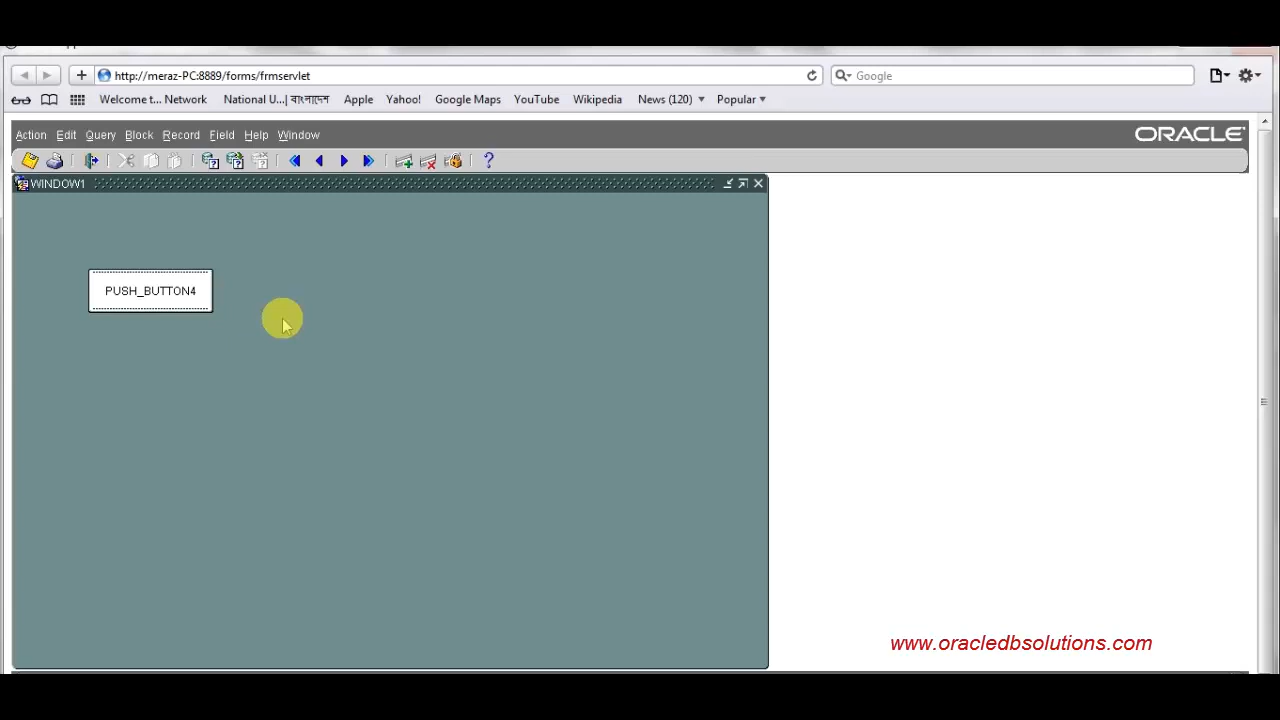 http://meraz-PC:8889/forms/frmservlet
Google
Welcome t... Network National U...| বাংলাদেশ Apple Yahoo! Google Maps YouTube Wikipedia News (120) Popular
Action Edit Query Block Record Field Help Window
ORACLE
WINDOW1
PUSH_BUTTON4
www.oracledbsolutions.com